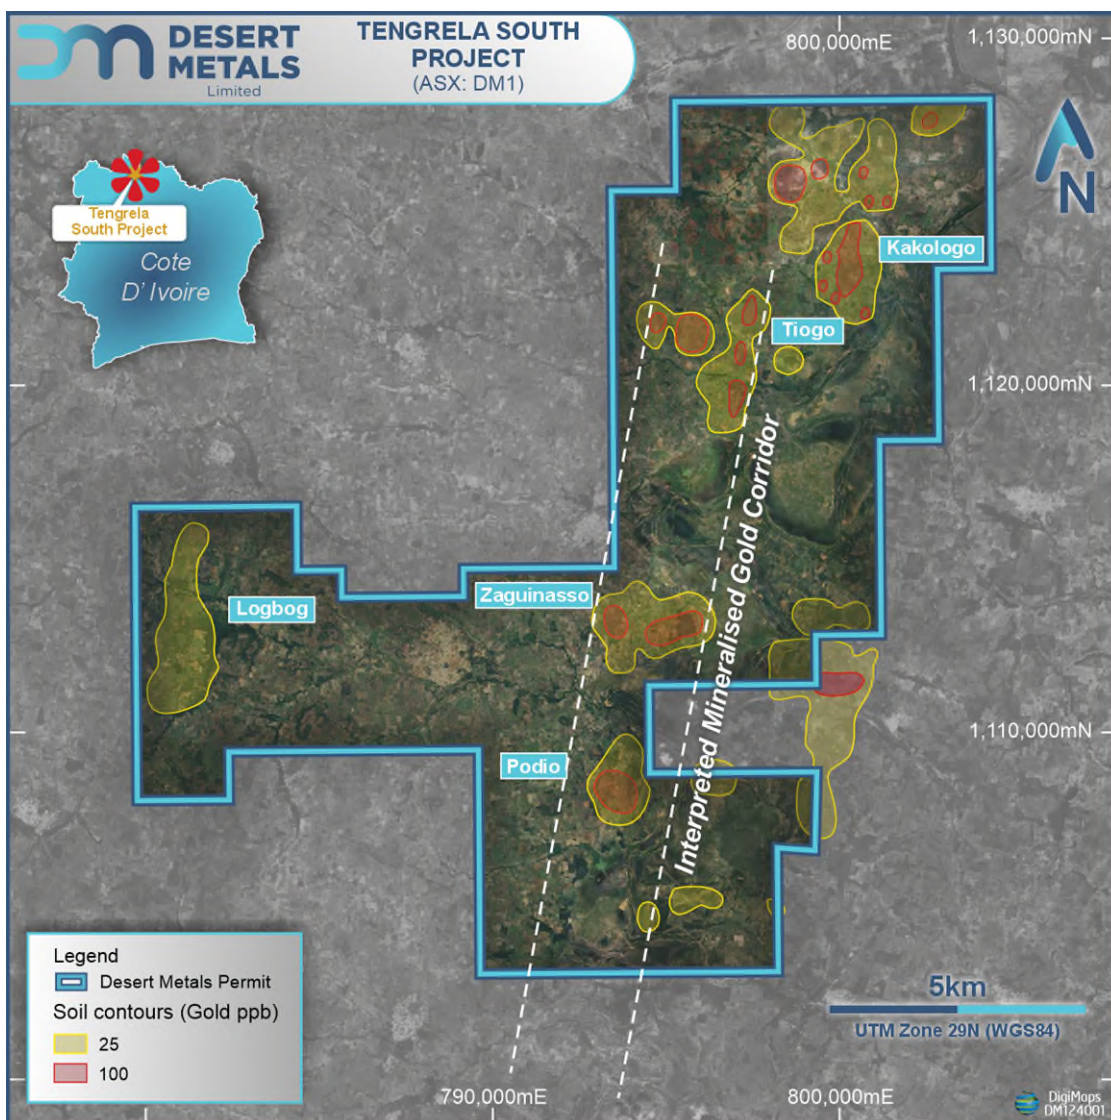 DESERT
METALS
Limited
TENGRELA SOUTH
PROJECT
(ASX: DM1)
800,000mE
1,130,000mN
N
Tengrela
South Project
Cote
D' Ivoire
Kakologo
Tiogo
1,120,000mN
Interpreted Mineralised Gold Corridor
Zaguinasso
Logbog
1,110,000mN
Podio
Legend
Desert Metals Permit
Soil contours (Gold ppb)
25
100
5km
UTM Zone 29N (WGS84)
790,000mE
800,000mE
DigiMaps
DM124001